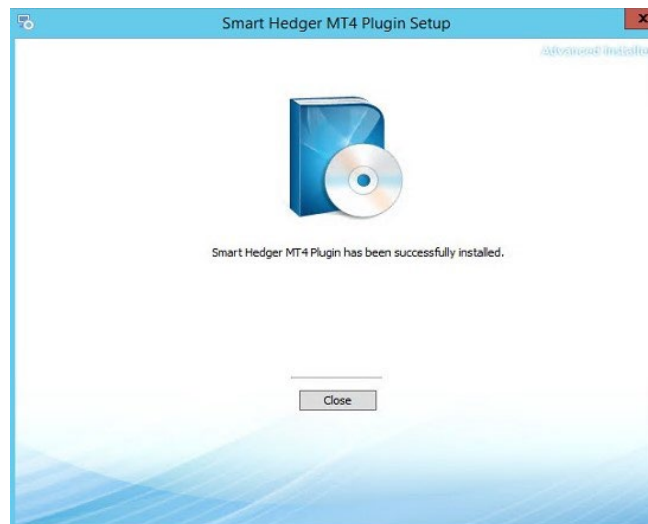 Smart Hedger MT4 Plugin Setup
x
Advanced Installer
Smart Hedger MT4 Plugin has been successfully installed.
Close